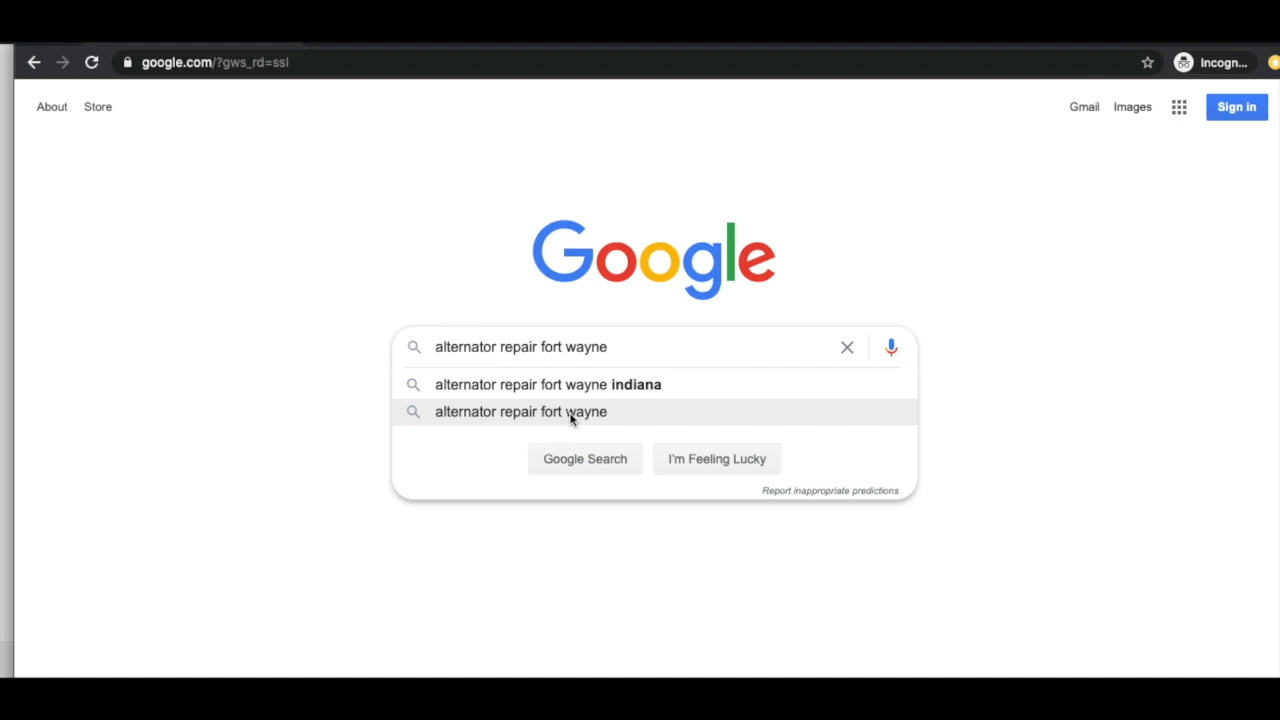 google.com/?gws_rd=ssl
Incogn...
About Store
Gmail Images Sign in
Google
alternator repair fort wayne
alternator repair fort wayne indiana
alternator repair fort wayne
Google Search I'm Feeling Lucky
Report inappropriate predictions